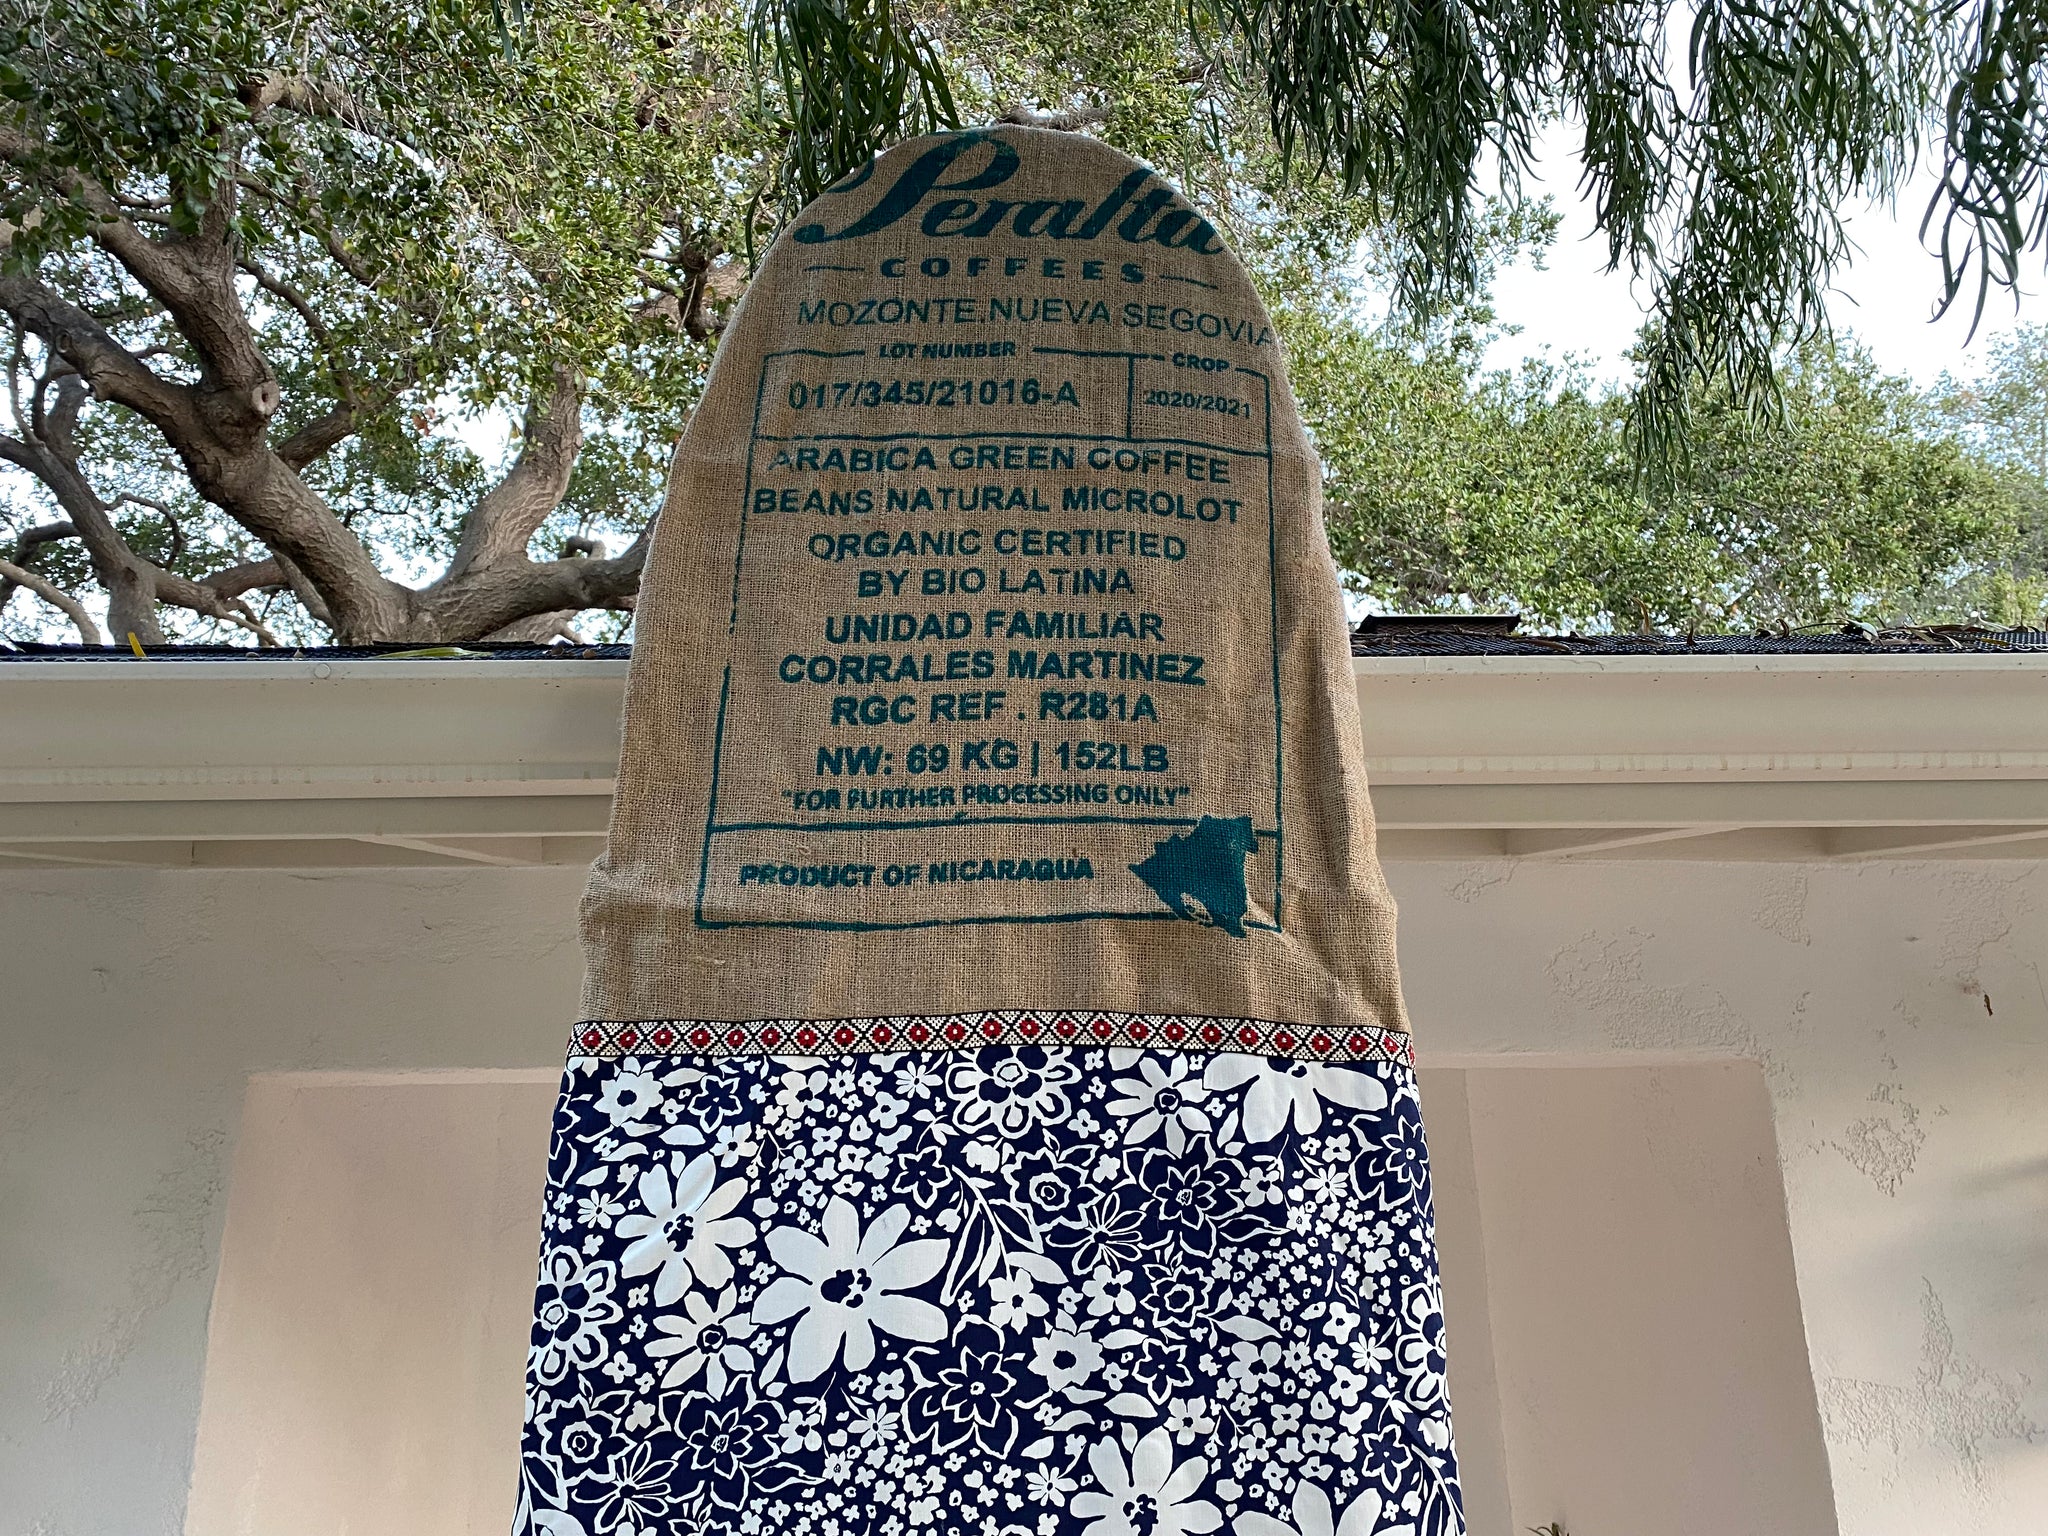 Peralta
COFFEES
MOZONTE.NUEVA SEGOVIA
LOT NUMBER
CROP
017/345/21016-A
2020/2021
ARABICA GREEN COFFEE
BEANS NATURAL MICROLOT
ORGANIC CERTIFIED
BY BIO LATINA
UNIDAD FAMILIAR
CORRALES MARTINEZ
RGC REF . R281A
NW: 69 KG | 152LB
"FOR FURTHER PROCESSING ONLY"
PRODUCT OF NICARAGUA